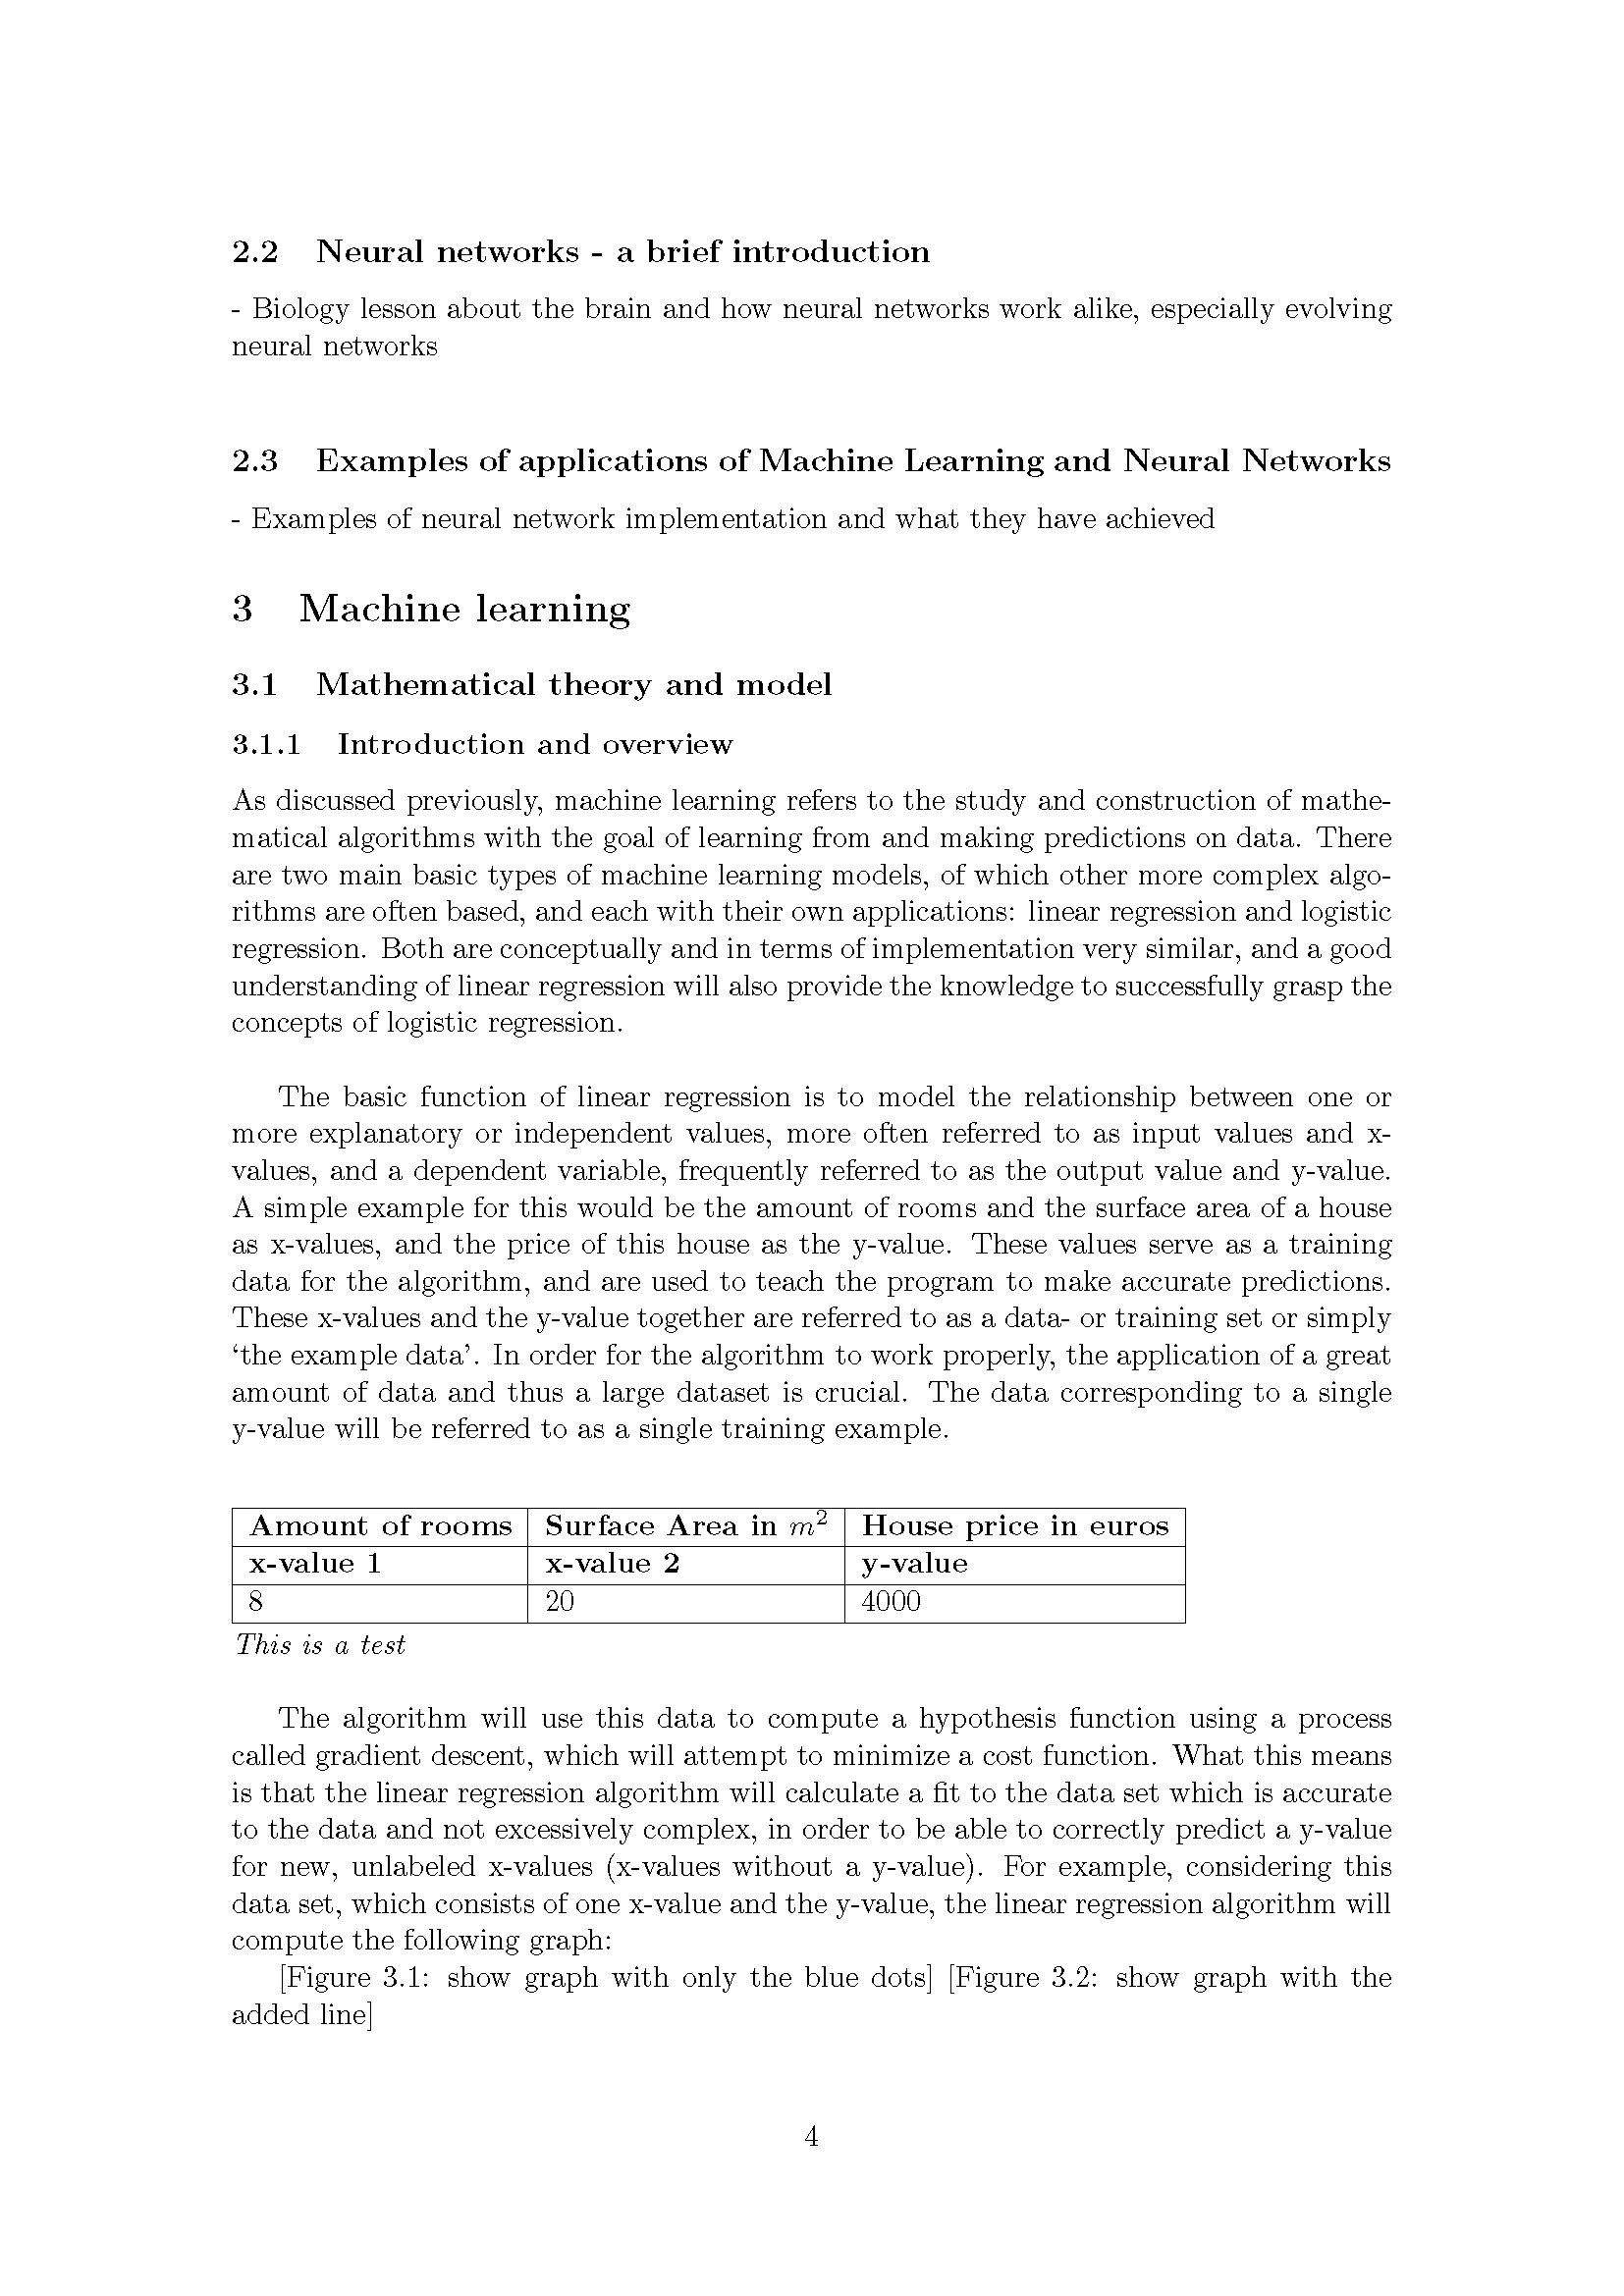 2.2 Neural networks - a brief introduction
- Biology lesson about the brain and how neural networks work alike, especially evolving
neural networks
2.3 Examples of applications of Machine Learning and Neural Networks
- Examples of neural network implementation and what they have achieved
3 Machine learning
3.1 Mathematical theory and model
3.1.1 Introduction and overview
As discussed previously, machine learning refers to the study and construction of mathe-
matical algorithms with the goal of learning from and making predictions on data. There
are two main basic types of machine learning models, of which other more complex algo-
rithms are often based, and each with their own applications: linear regression and logistic
regression. Both are conceptually and in terms of implementation very similar, and a good
understanding of linear regression will also provide the knowledge to successfully grasp the
concepts of logistic regression.
The basic function of linear regression is to model the relationship between one or
more explanatory or independent values, more often referred to as input values and x-
values, and a dependent variable, frequently referred to as the output value and y-value.
A simple example for this would be the amount of rooms and the surface area of a house
as x-values, and the price of this house as the y-value. These values serve as a training
data for the algorithm, and are used to teach the program to make accurate predictions.
These x-values and the y-value together are referred to as a data- or training set or simply
‘the example data’. In order for the algorithm to work properly, the application of a great
amount of data and thus a large dataset is crucial. The data corresponding to a single
y-value will be referred to as a single training example.
Amount of rooms Surface Area in m² House price in euros
x-value 1 x-value 2 y-value
8 20 4000
This is a test
The algorithm will use this data to compute a hypothesis function using a process
called gradient descent, which will attempt to minimize a cost function. What this means
is that the linear regression algorithm will calculate a fit to the data set which is accurate
to the data and not excessively complex, in order to be able to correctly predict a y-value
for new, unlabeled x-values (x-values without a y-value). For example, considering this
data set, which consists of one x-value and the y-value, the linear regression algorithm will
compute the following graph:
[Figure 3.1: show graph with only the blue dots] [Figure 3.2: show graph with the
added line]
4